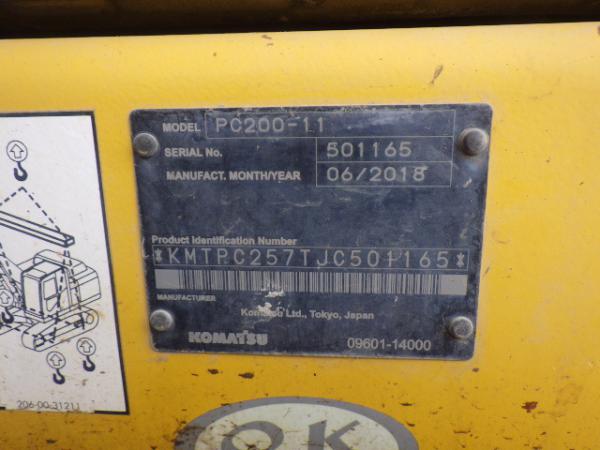 MODEL PC200-11
SERIAL No. 501165
MANUFACT. MONTH/YEAR 06/2018
Product Identification Number
*KMTPC257TJC501165*
MANUFACTURER
Komatsu Ltd., Tokyo, Japan
KOMATSU 09601-14000
206-00-31211
OK